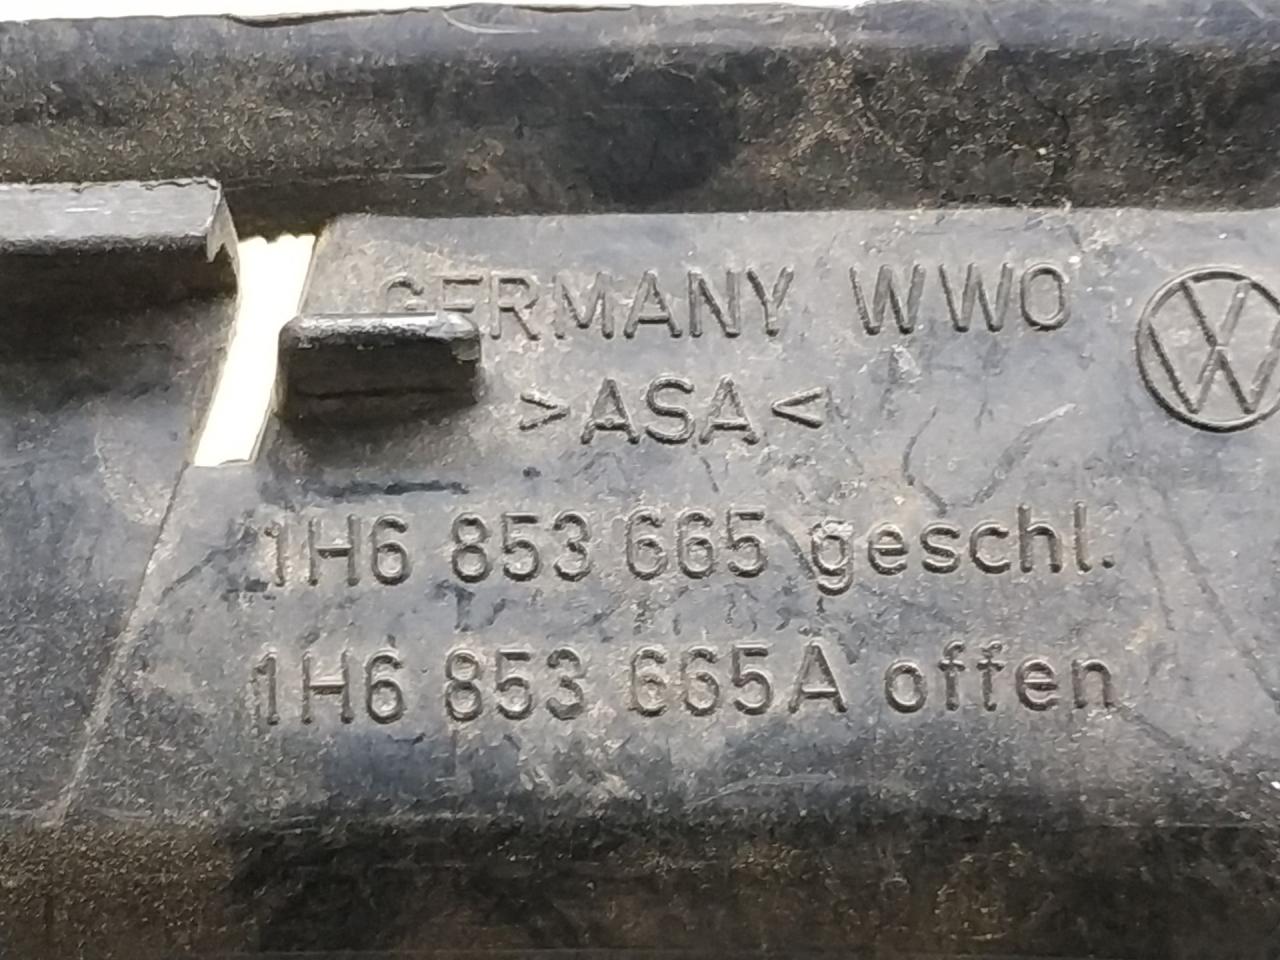 GERMANY WWO
>ASA<
1H6 853 665 geschl.
1H6 853 665A offen